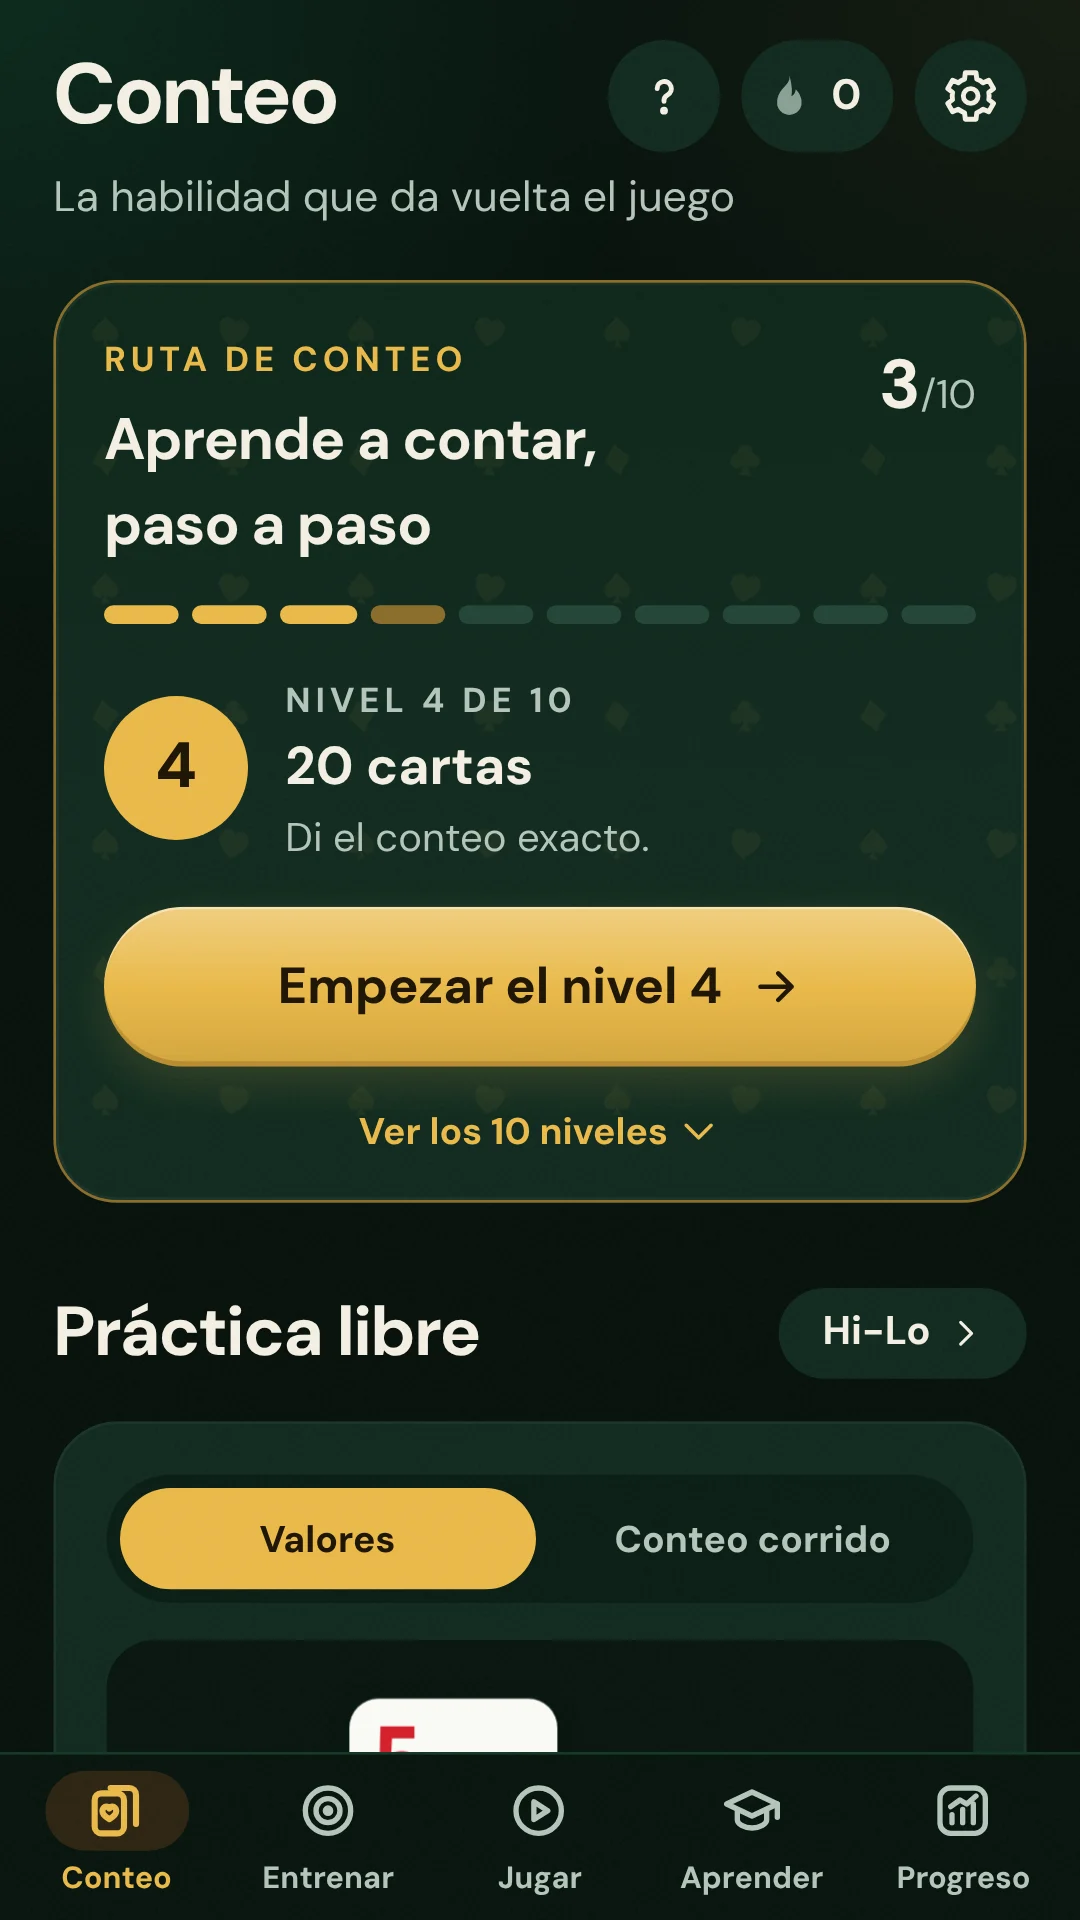 Conteo
?
0
La habilidad que da vuelta el juego
RUTA DE CONTEO
3/10
Aprende a contar,
paso a paso
4
NIVEL 4 DE 10
20 cartas
Di el conteo exacto.
Empezar el nivel 4 →
Ver los 10 niveles
Práctica libre
Hi-Lo
Valores
Conteo corrido
Conteo
Entrenar
Jugar
Aprender
Progreso